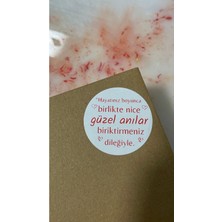 "Hayatınız boyunca
birlikte nice
güzel anılar
biriktirmeniz
dileğiyle.